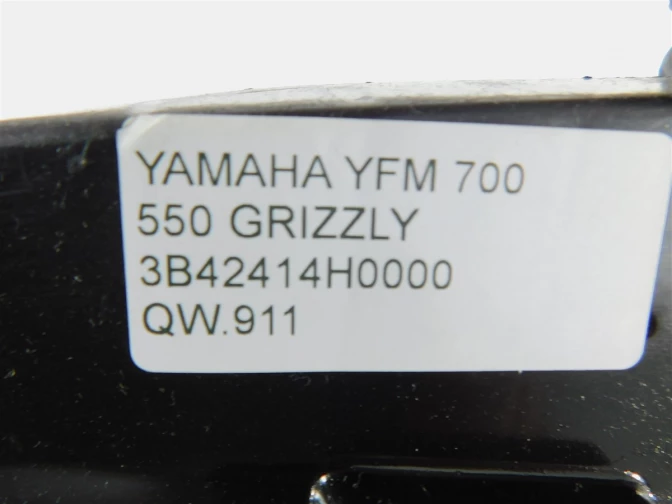 YAMAHA YFM 700
550 GRIZZLY
3B42414H0000
QW.911